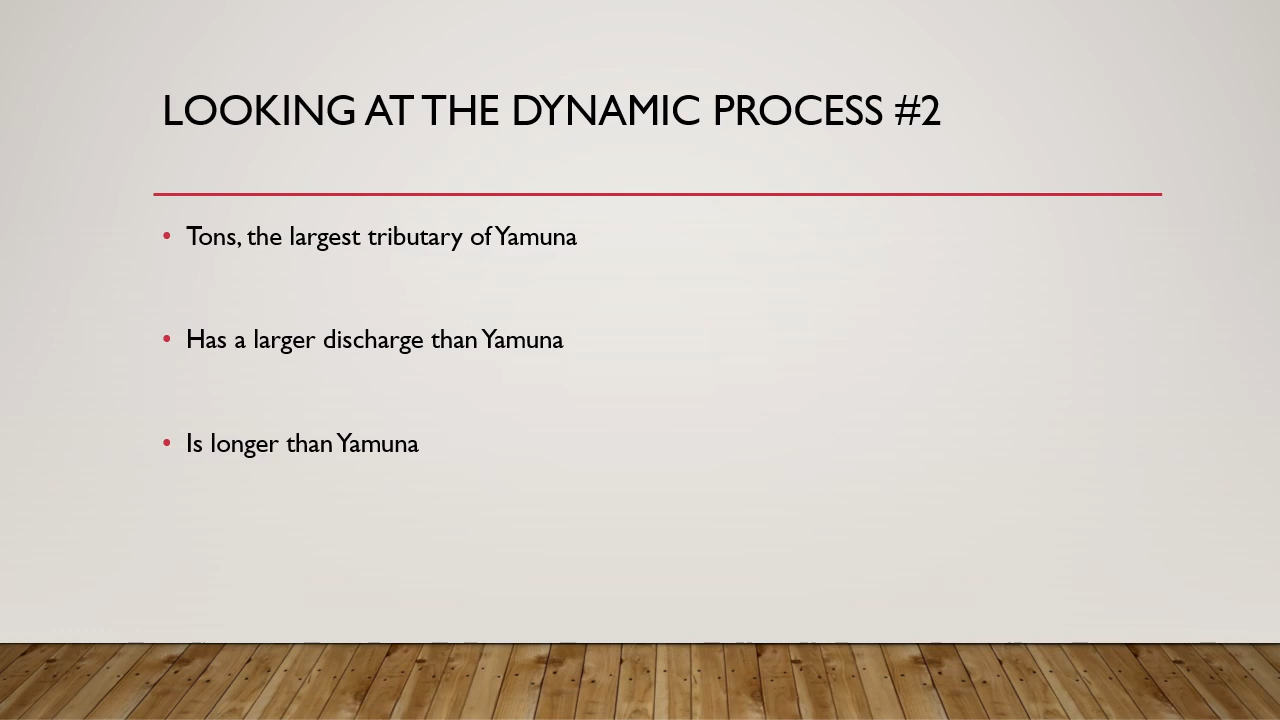 LOOKING AT THE DYNAMIC PROCESS #2
• Tons, the largest tributary of Yamuna
• Has a larger discharge than Yamuna
• Is longer than Yamuna